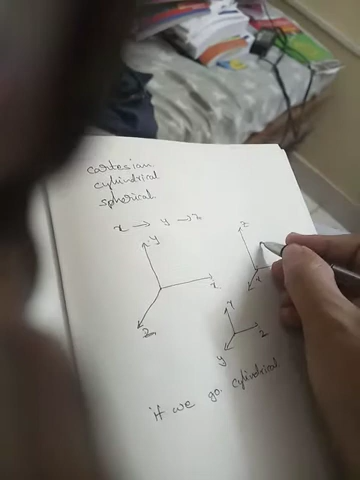 cartesian
cylindrical
spherical
x → y → z
y
x
z
y
x
y
if we go cylindrical